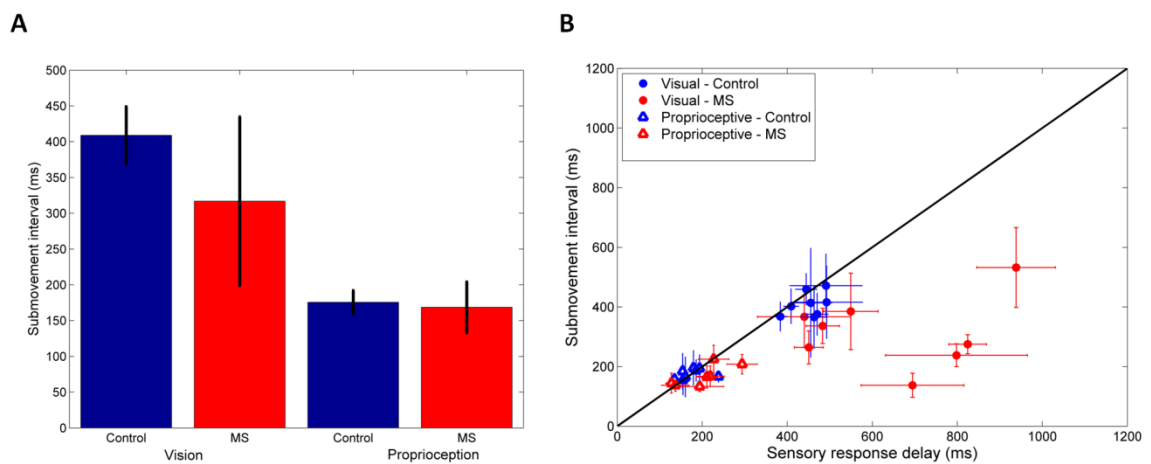 A
500
450
400
350
300
250
200
150
100
50
0
Submovement interval (ms)
Control
MS
Control
MS
Vision
Proprioception
B
1200
1000
800
600
400
200
0
Submovement interval (ms)
Visual - Control
Visual - MS
Proprioceptive - Control
Proprioceptive - MS
0
200
400
600
800
1000
1200
Sensory response delay (ms)